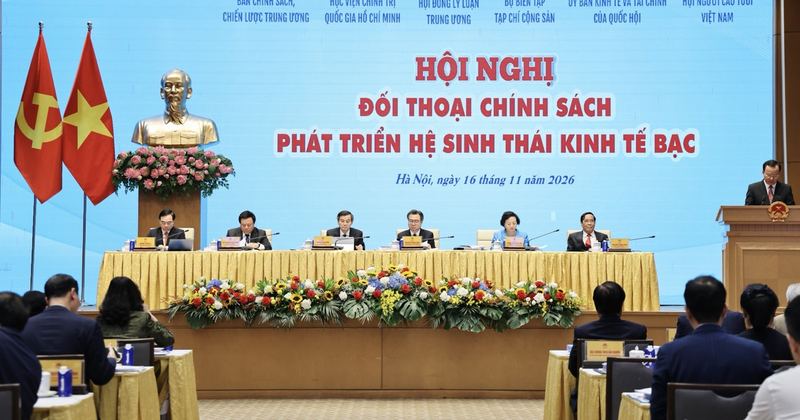 BAN CHÍNH SÁCH,
CHIẾN LƯỢC TRUNG ƯƠNG
HỌC VIỆN CHÍNH TRỊ
QUỐC GIA HỒ CHÍ MINH
HỘI ĐỒNG LÝ LUẬN
TRUNG ƯƠNG
BỘ BIÊN TẬP
TẠP CHÍ CỘNG SẢN
ỦY BAN KINH TẾ VÀ TÀI CHÍNH
CỦA QUỐC HỘI
HỘI NGƯỜI CAO TUỔI
VIỆT NAM
HỘI NGHỊ
ĐỐI THOẠI CHÍNH SÁCH
PHÁT TRIỂN HỆ SINH THÁI KINH TẾ BẠC
Hà Nội, ngày 16 tháng 11 năm 2026